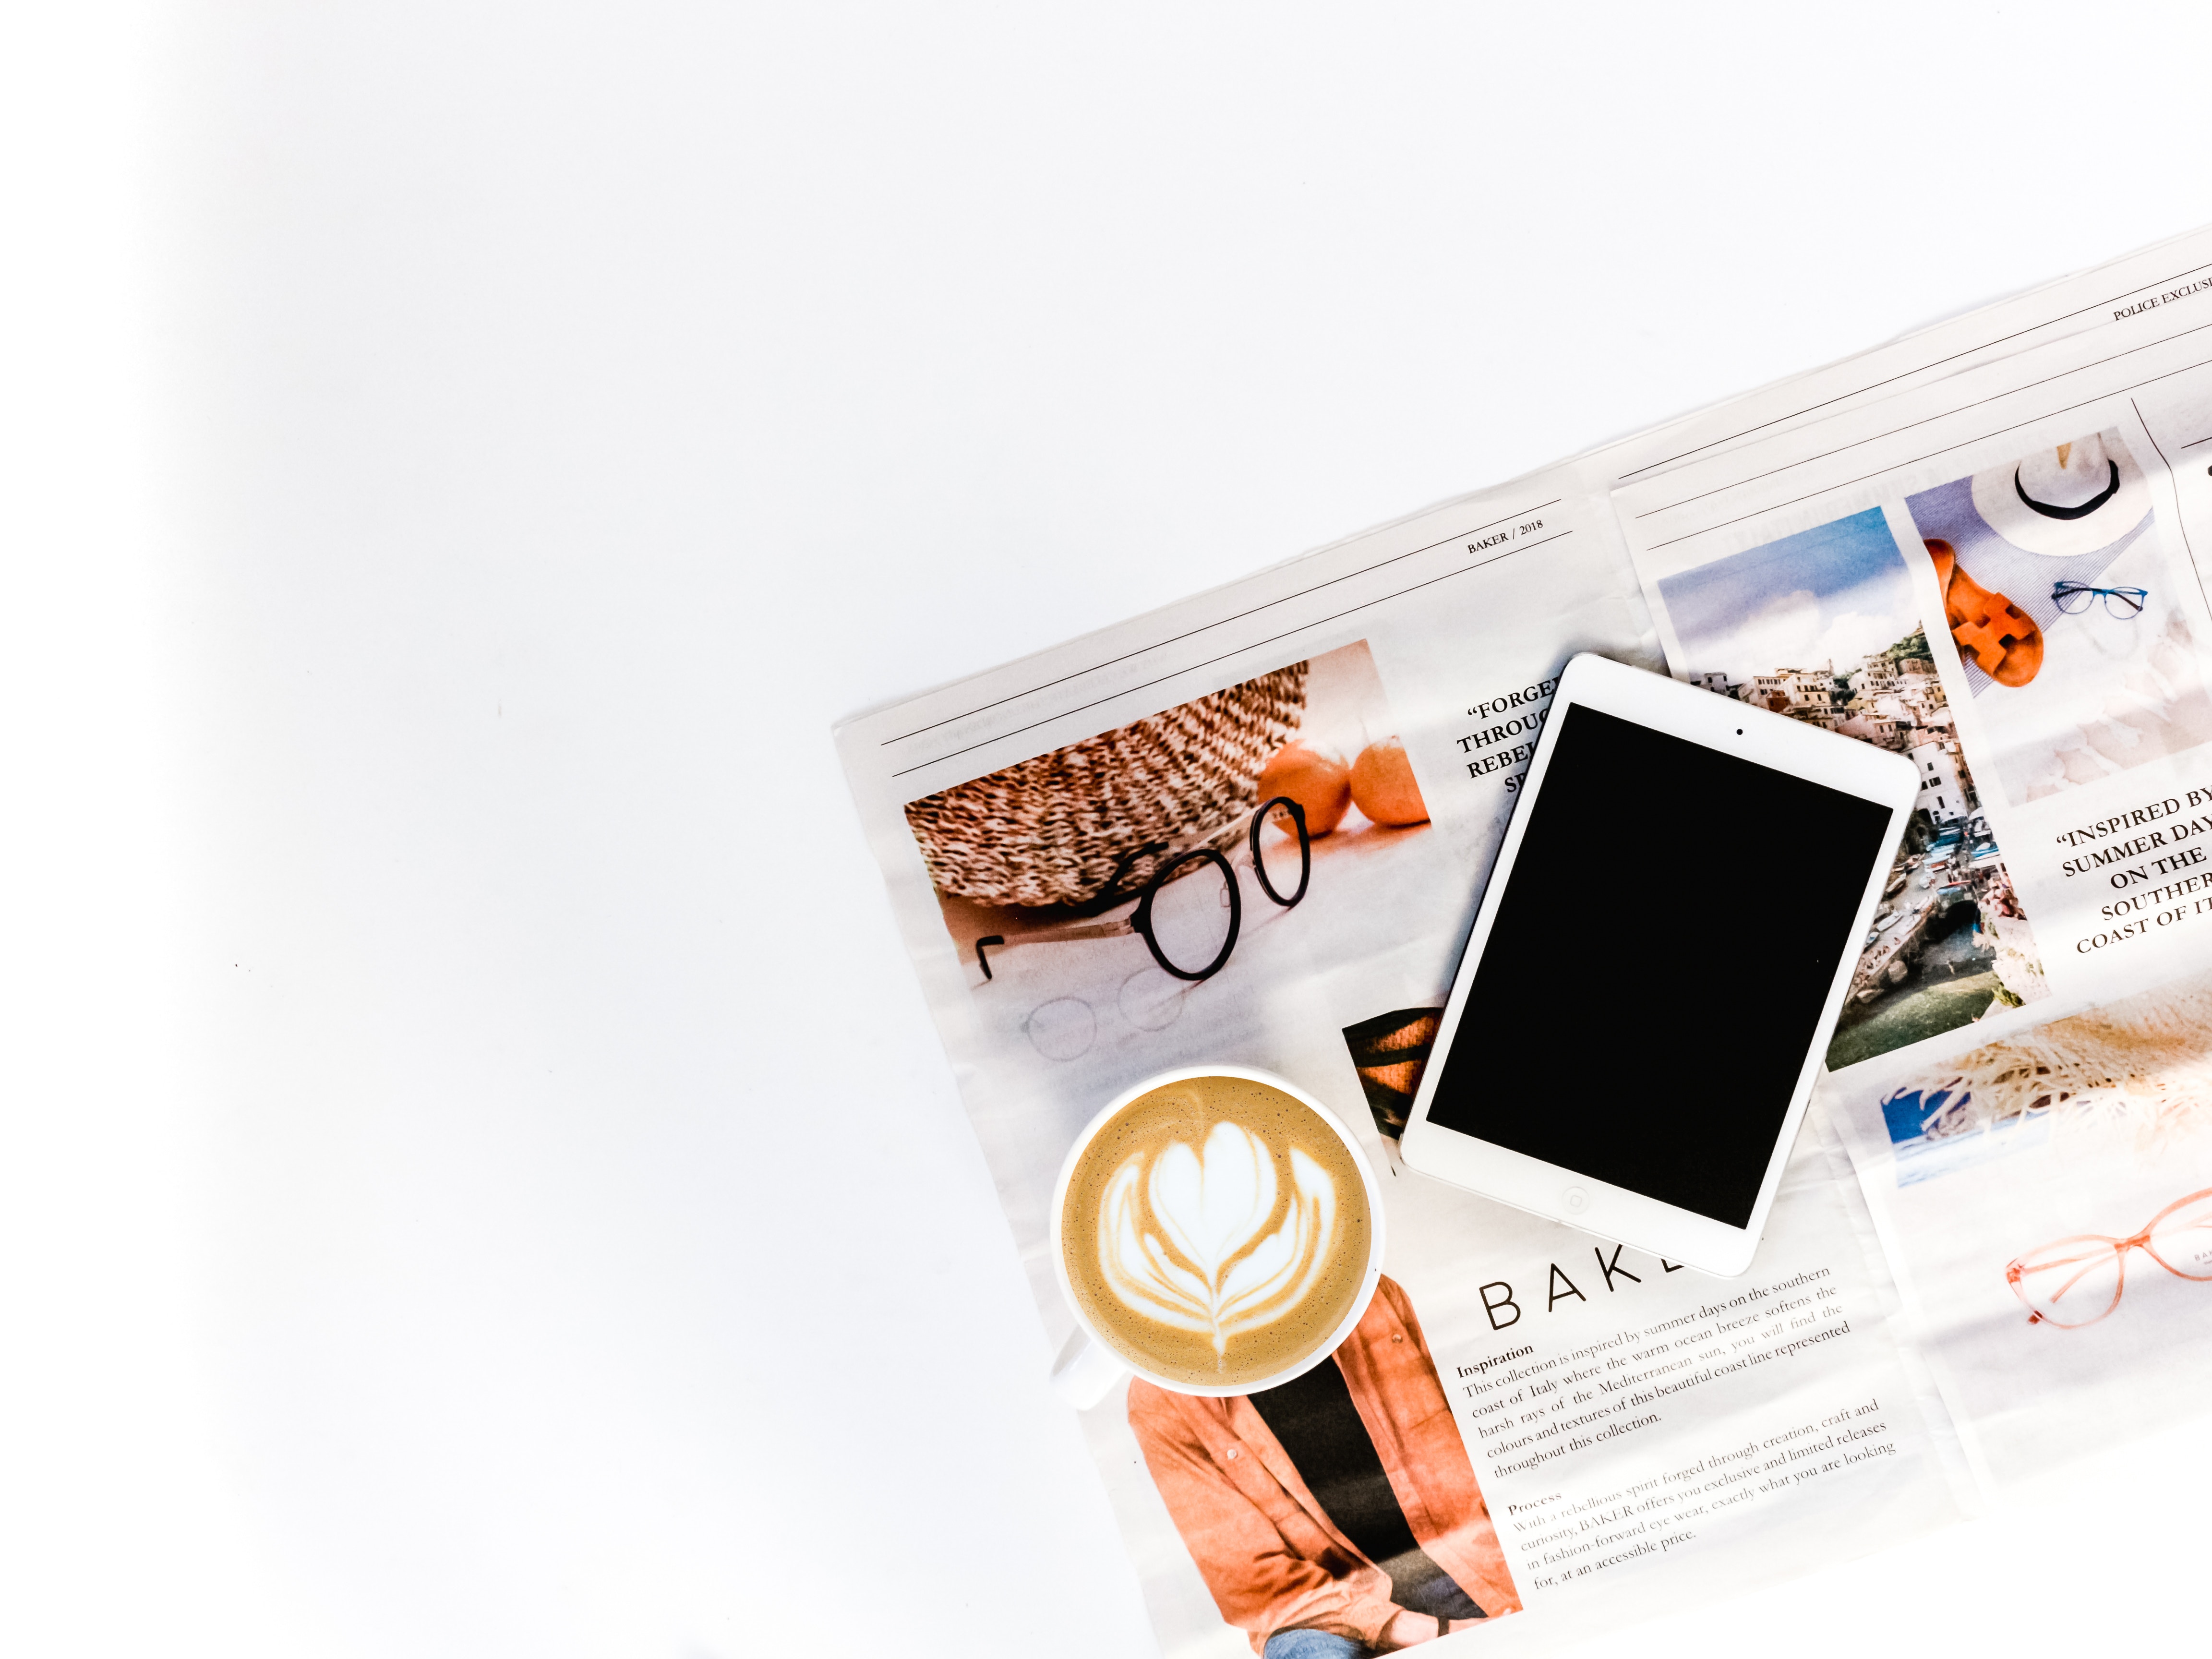 POLICE EXCLUSI
BAKER / 2018
“FORGE
THROUG
REBEL
SP
“INSPIRED BY
SUMMER DAY
ON THE
SOUTHER
COAST OF IT
BAKE
Inspiration
This collection is inspired by summer days on the southern
coast of Italy where the warm ocean breeze softens the
harsh rays of the Mediterranean sun, you will find the
colours and textures of this beautiful coast line represented
throughout this collection.
Process
With a rebellious spirit forged through creation, craft and
curiosity, BAKER offers you exclusive and limited releases
in fashion-forward eye wear, exactly what you are looking
for, at an accessible price.